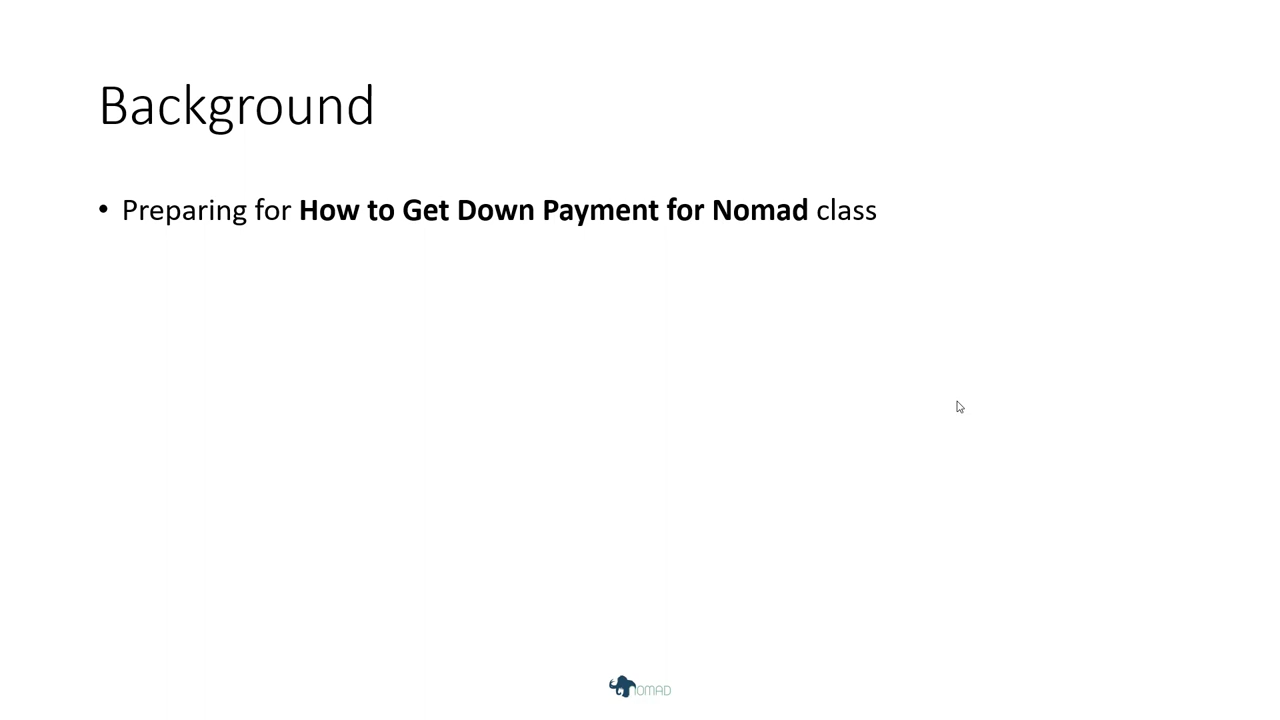 Background
• Preparing for How to Get Down Payment for Nomad class
NOMAD